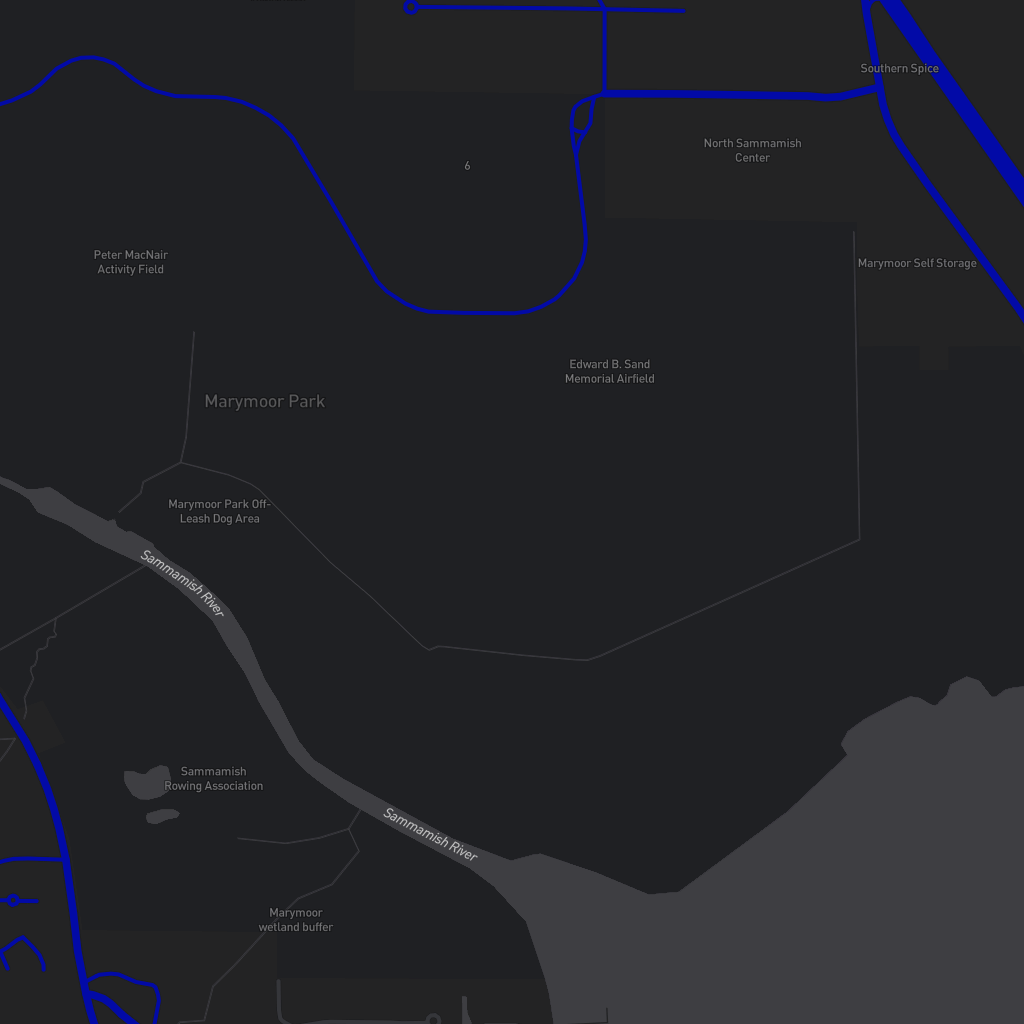 Southern Spice
North Sammamish
Center
6
Peter MacNair
Activity Field
Marymoor Self Storage
Edward B. Sand
Memorial Airfield
Marymoor Park
Marymoor Park Off-
Leash Dog Area
Sammamish River
Sammamish
Rowing Association
Sammamish River
Marymoor
wetland buffer